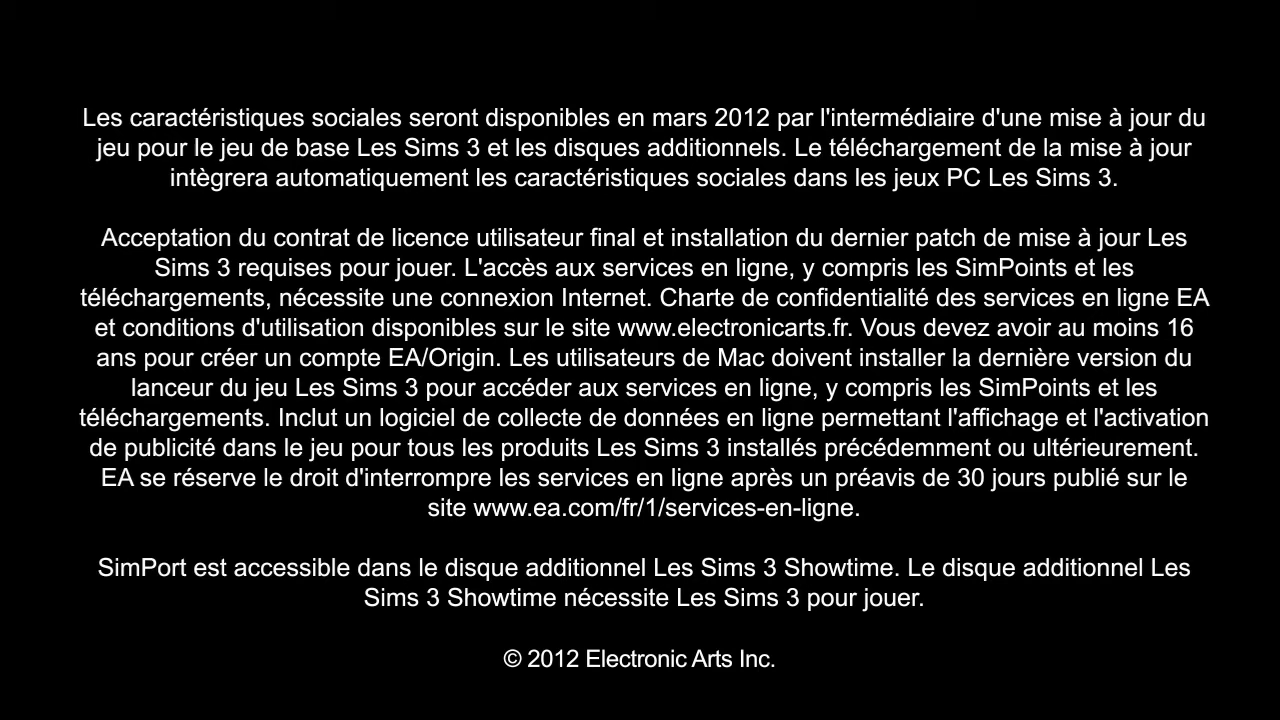 Les caractéristiques sociales seront disponibles en mars 2012 par l'intermédiaire d'une mise à jour du
jeu pour le jeu de base Les Sims 3 et les disques additionnels. Le téléchargement de la mise à jour
intègrera automatiquement les caractéristiques sociales dans les jeux PC Les Sims 3.
Acceptation du contrat de licence utilisateur final et installation du dernier patch de mise à jour Les
Sims 3 requises pour jouer. L'accès aux services en ligne, y compris les SimPoints et les
téléchargements, nécessite une connexion Internet. Charte de confidentialité des services en ligne EA
et conditions d'utilisation disponibles sur le site www.electronicarts.fr. Vous devez avoir au moins 16
ans pour créer un compte EA/Origin. Les utilisateurs de Mac doivent installer la dernière version du
lanceur du jeu Les Sims 3 pour accéder aux services en ligne, y compris les SimPoints et les
téléchargements. Inclut un logiciel de collecte de données en ligne permettant l'affichage et l'activation
de publicité dans le jeu pour tous les produits Les Sims 3 installés précédemment ou ultérieurement.
EA se réserve le droit d'interrompre les services en ligne après un préavis de 30 jours publié sur le
site www.ea.com/fr/1/services-en-ligne.
SimPort est accessible dans le disque additionnel Les Sims 3 Showtime. Le disque additionnel Les
Sims 3 Showtime nécessite Les Sims 3 pour jouer.
© 2012 Electronic Arts Inc.